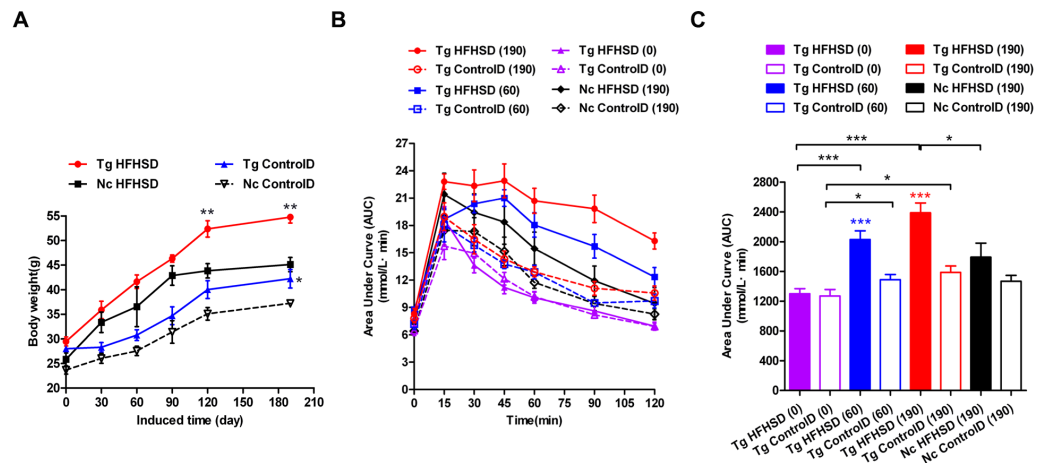 A
Tg HFHSD
Tg ControlD
Nc HFHSD
Nc ControlD
Body weight(g)
55
50
45
40
35
30
25
20
**
**
*
0 30 60 90 120 150 180 210
Induced time (day)
B
Tg HFHSD (190)
Tg HFHSD (0)
Tg ControlD (190)
Tg ControlD (0)
Tg HFHSD (60)
Nc HFHSD (190)
Tg ControlD (60)
Nc ControlD (190)
Area Under Curve (AUC)
(mmol/L· min)
27
24
21
18
15
12
9
6
3
0
0 15 30 45 60 75 90 105 120
Time(min)
C
Tg HFHSD (0)
Tg HFHSD (190)
Tg ControlD (0)
Tg ControlD (190)
Tg HFHSD (60)
Nc HFHSD (190)
Tg ControlD (60)
Nc ControlD (190)
*** *
***
*
*
*** ***
Area Under Curve (AUC)
(mmol/L· min)
2800
2400
2000
1600
1200
800
400
0
Tg HFHSD (0)
Tg ControlD (0)
Tg HFHSD (60)
Tg ControlD (60)
Tg HFHSD (190)
Tg ControlD (190)
Nc HFHSD (190)
Nc ControlD (190)